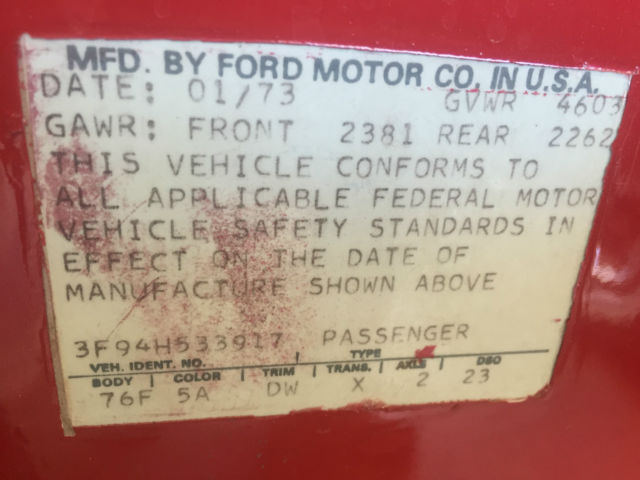 MFD. BY FORD MOTOR CO. IN U.S.A.
DATE: 01/73 GVWR 4603
GAWR: FRONT 2381 REAR 2262
THIS VEHICLE CONFORMS TO
ALL APPLICABLE FEDERAL MOTOR
VEHICLE SAFETY STANDARDS IN
EFFECT ON THE DATE OF
MANUFACTURE SHOWN ABOVE
3F94H533917 PASSENGER
VEH. IDENT. NO. TYPE
BODY COLOR TRIM TRANS. AXLE DSO
76F 5A DW X 2 23